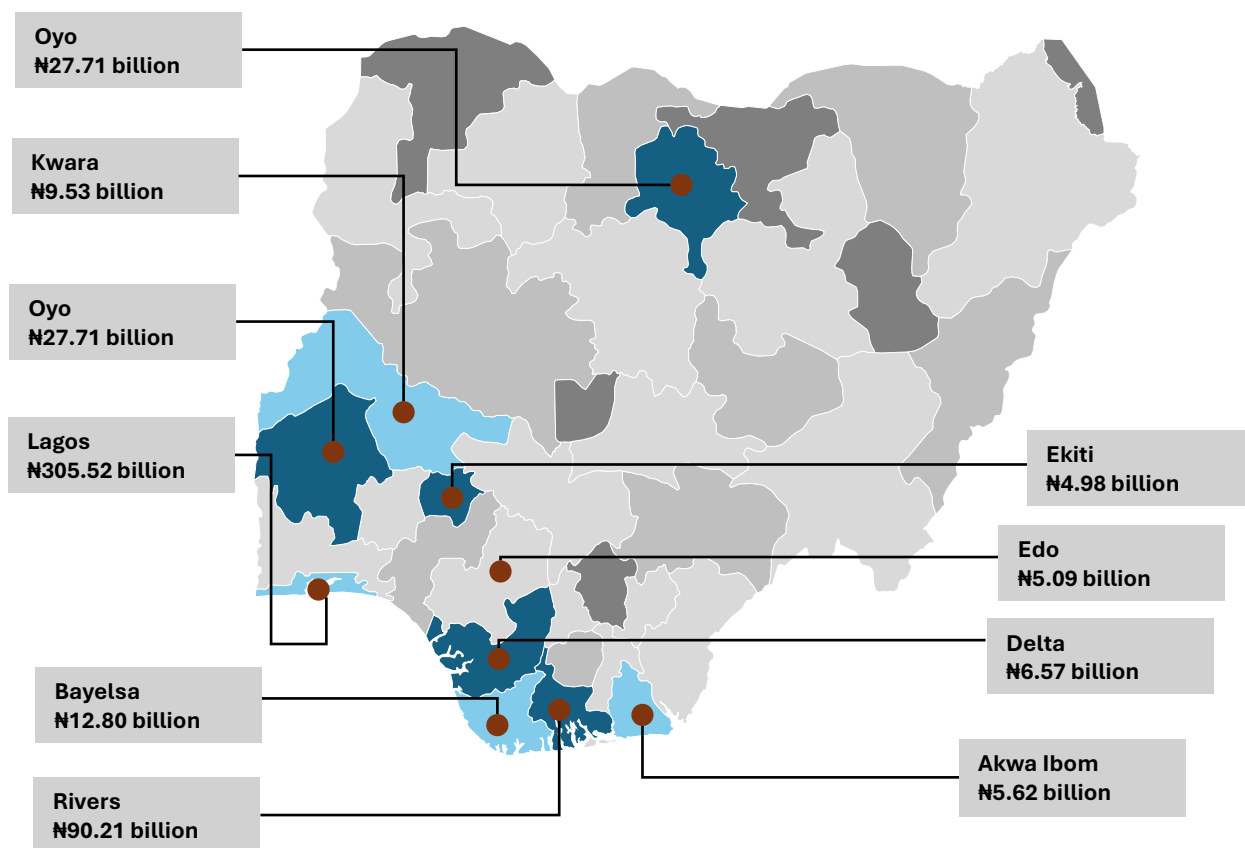 Oyo
₦27.71 billion
Kwara
₦9.53 billion
Oyo
₦27.71 billion
Lagos
₦305.52 billion
Ekiti
₦4.98 billion
Edo
₦5.09 billion
Delta
₦6.57 billion
Bayelsa
₦12.80 billion
Akwa Ibom
₦5.62 billion
Rivers
₦90.21 billion